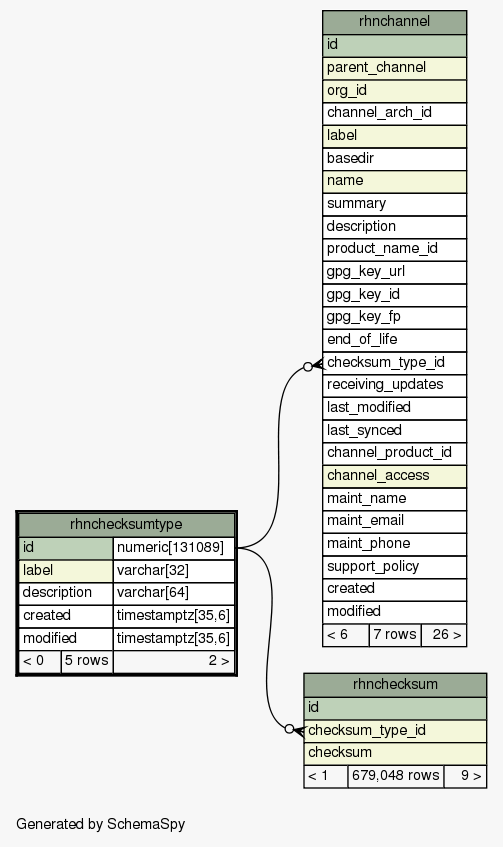 rhnchannel
id
parent_channel
org_id
channel_arch_id
label
basedir
name
summary
description
product_name_id
gpg_key_url
gpg_key_id
gpg_key_fp
end_of_life
checksum_type_id
receiving_updates
last_modified
last_synced
channel_product_id
channel_access
maint_name
maint_email
maint_phone
support_policy
created
modified
< 6 7 rows 26 >
rhnchecksumtype
id numeric[131089]
label varchar[32]
description varchar[64]
created timestamptz[35,6]
modified timestamptz[35,6]
< 0 5 rows 2 >
rhnchecksum
id
checksum_type_id
checksum
< 1 679,048 rows 9 >
Generated by SchemaSpy